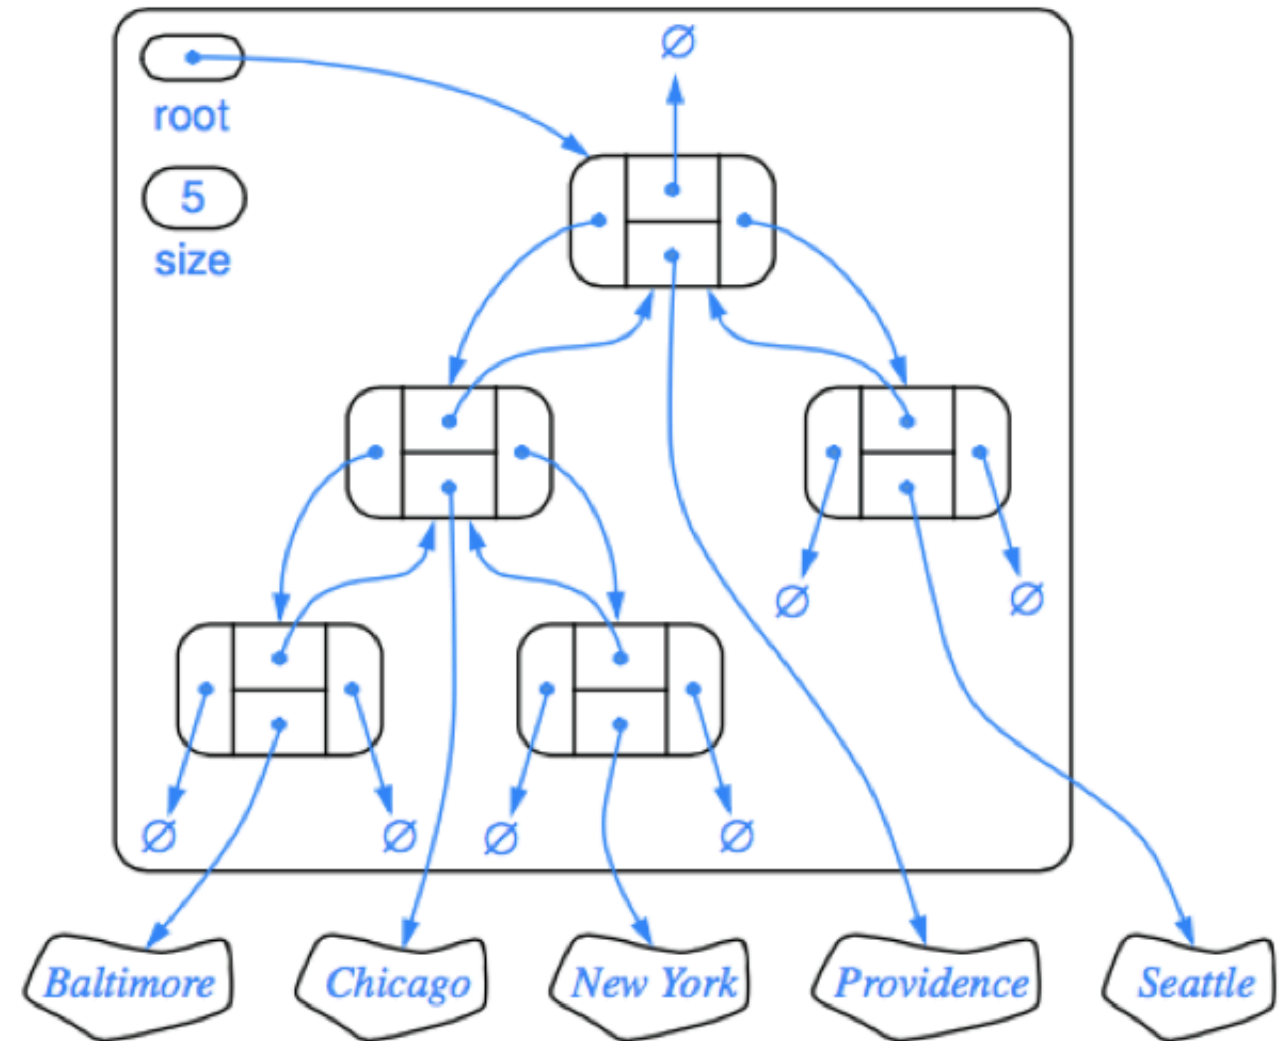 ∅
root
5
size
∅
∅
∅
∅
∅
∅
Baltimore
Chicago
New York
Providence
Seattle